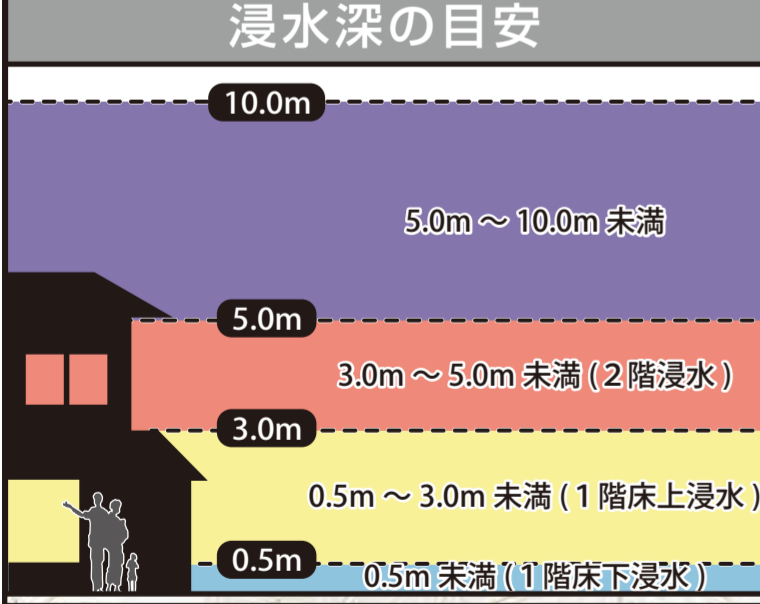 浸水深の目安
10.0m
5.0m ～ 10.0m 未満
5.0m
3.0m ～ 5.0m 未満 ( 2 階浸水 )
3.0m
0.5m ～ 3.0m 未満 ( 1 階床上浸水 )
0.5m
0.5m 未満 ( 1 階床下浸水 )